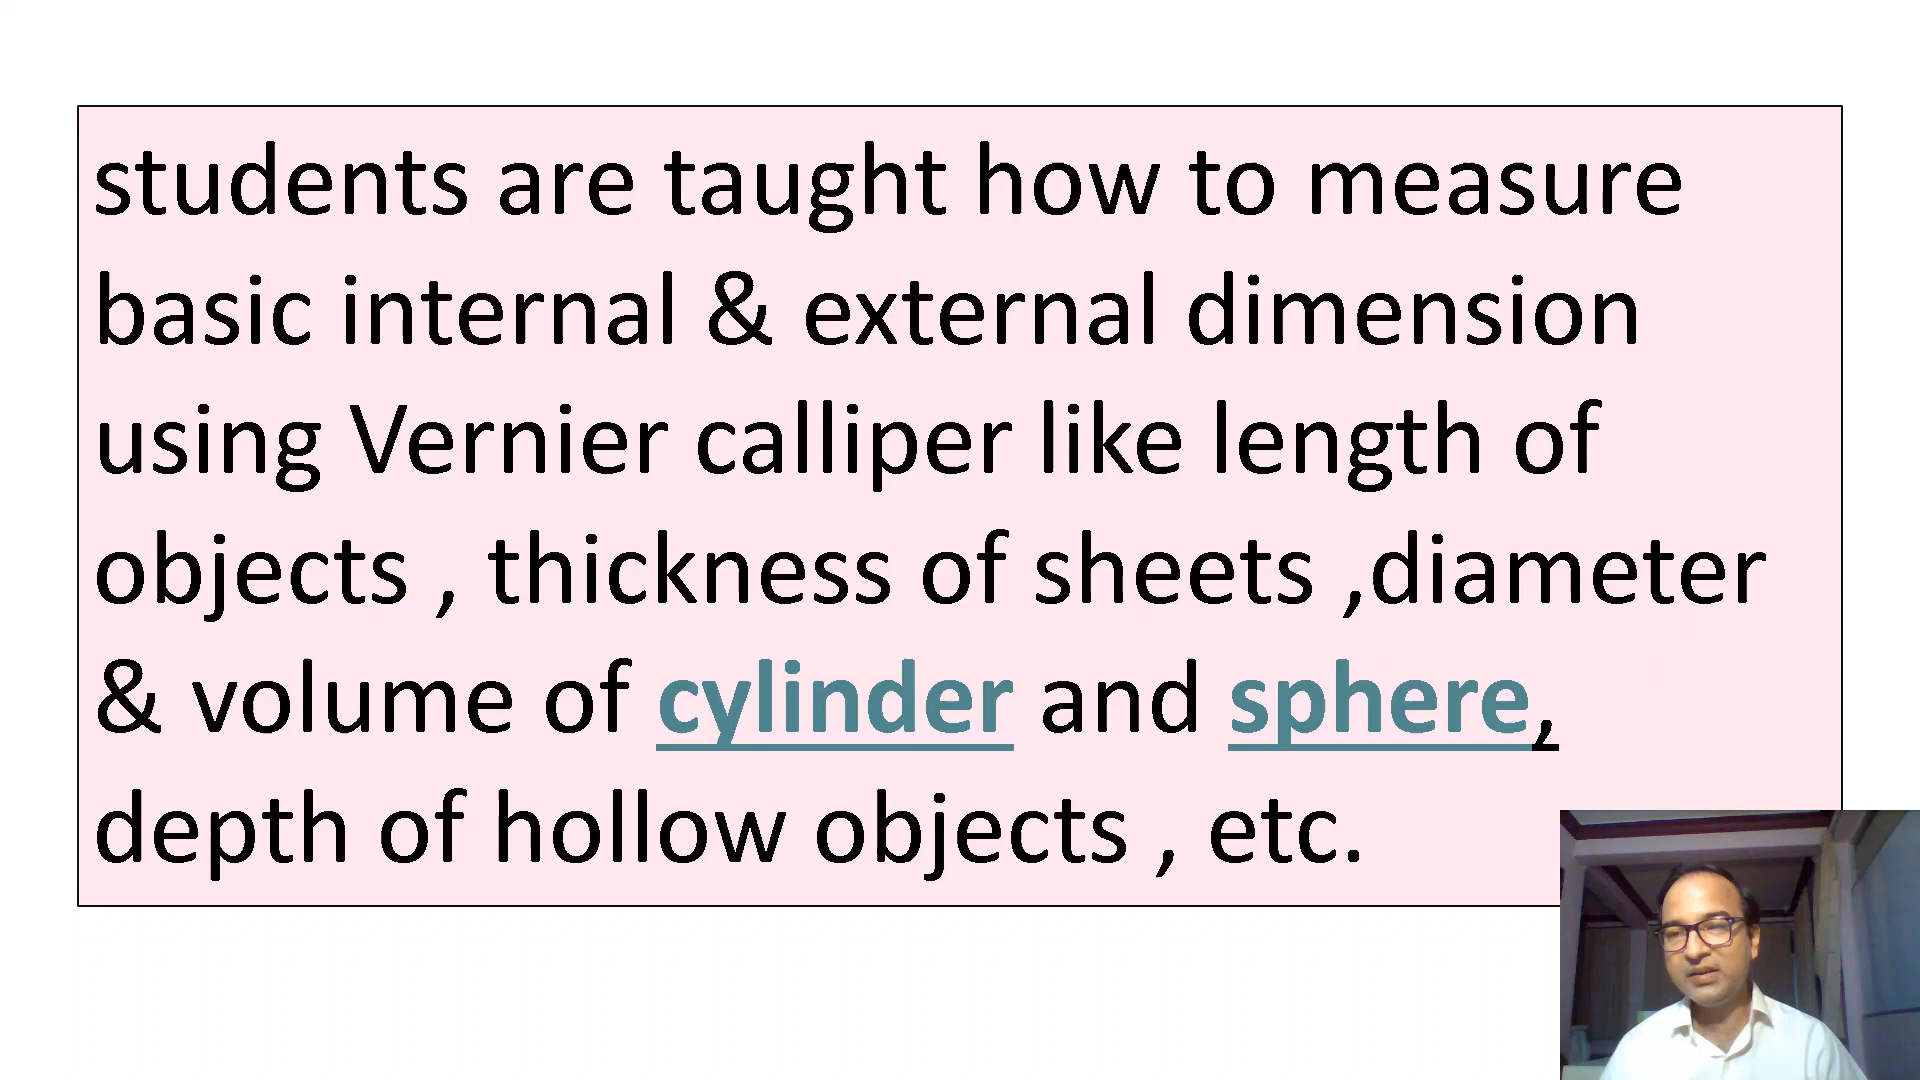 students are taught how to measure
basic internal & external dimension
using Vernier calliper like length of
objects , thickness of sheets ,diameter
& volume of cylinder and sphere,
depth of hollow objects , etc.